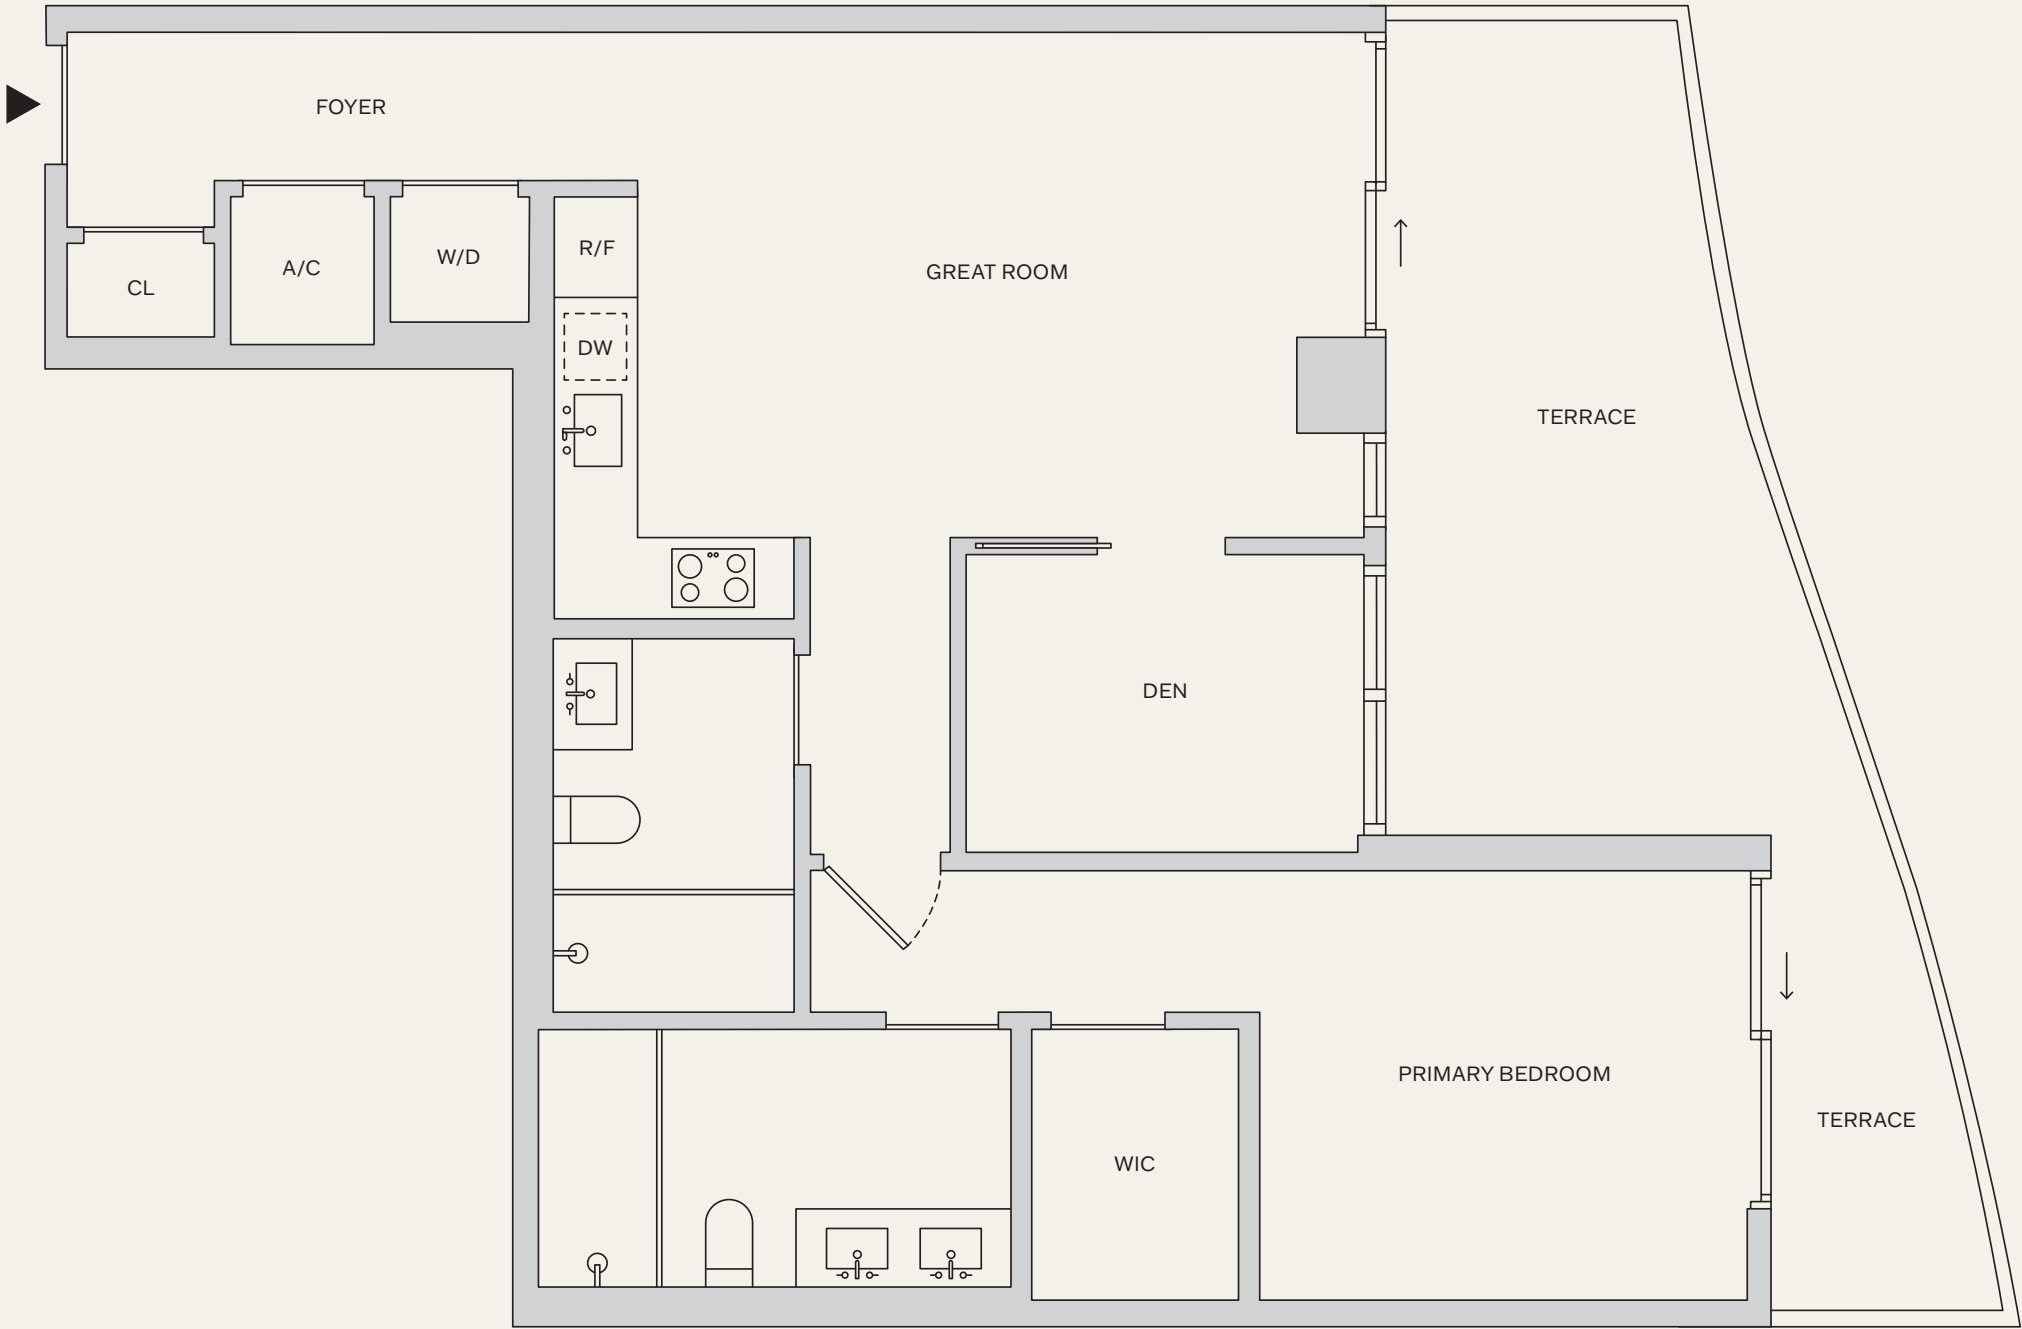 FOYER
R/F
W/D
A/C
GREAT ROOM
CL
DW
TERRACE
DEN
PRIMARY BEDROOM
TERRACE
WIC